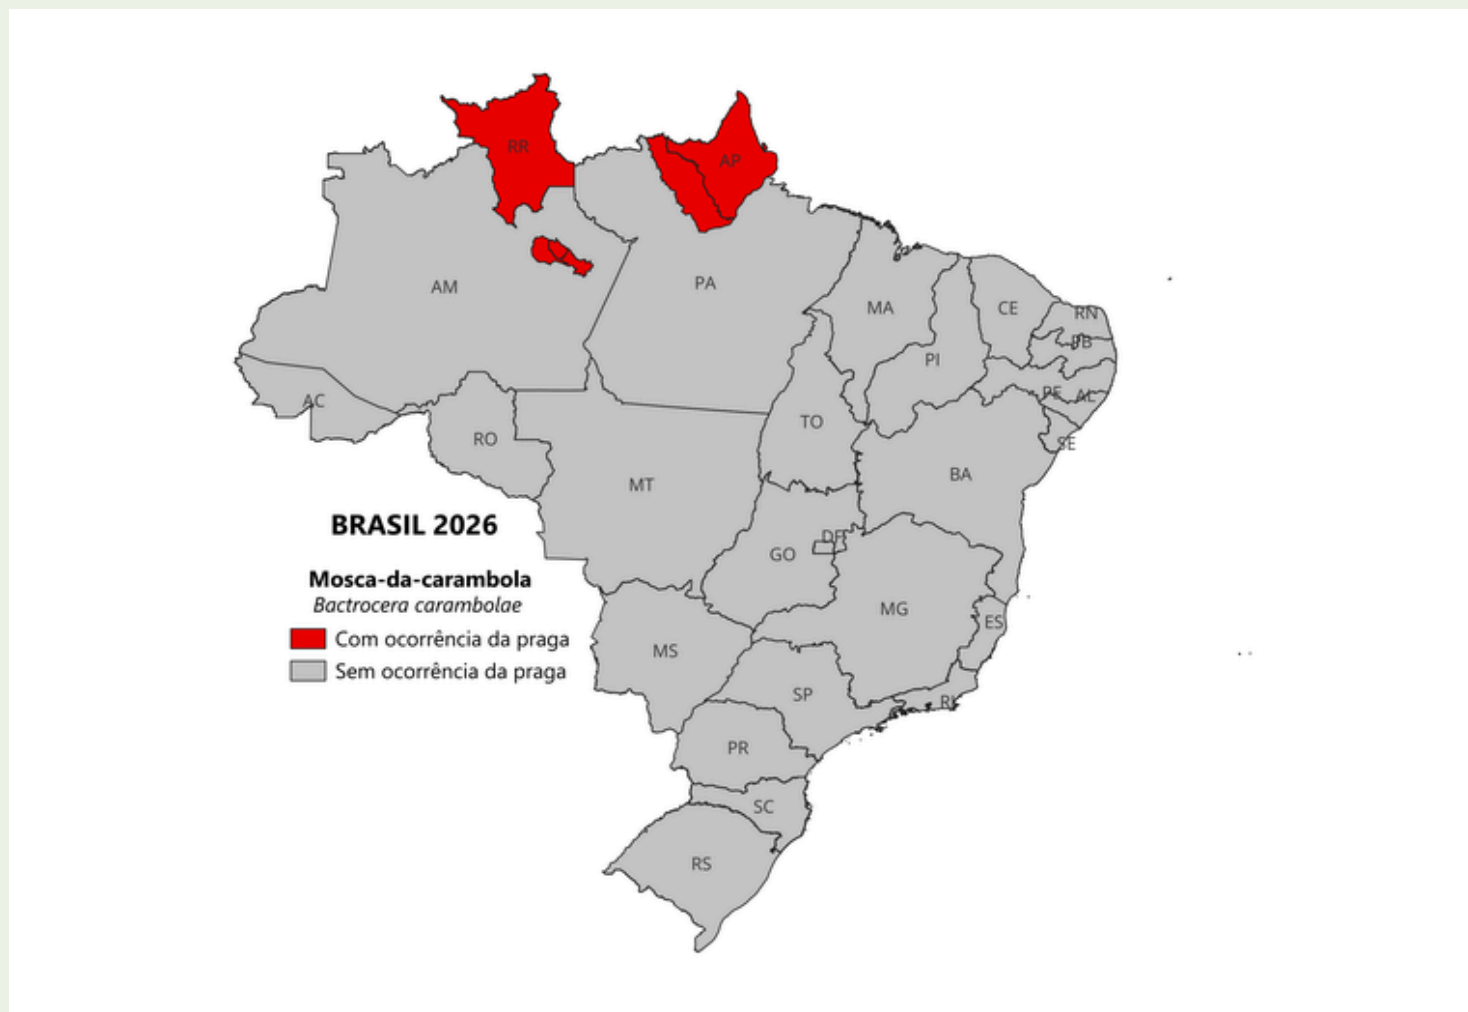 RR
AP
AM
PA
MA
CE
RN
PB
PI
PE
AL
AC
TO
SE
RO
BA
MT
BRASIL 2026
DF
GO
Mosca-da-carambola
Bactrocera carambolae
MG
ES
Com ocorrência da praga
MS
Sem ocorrência da praga
SP
RJ
PR
SC
RS